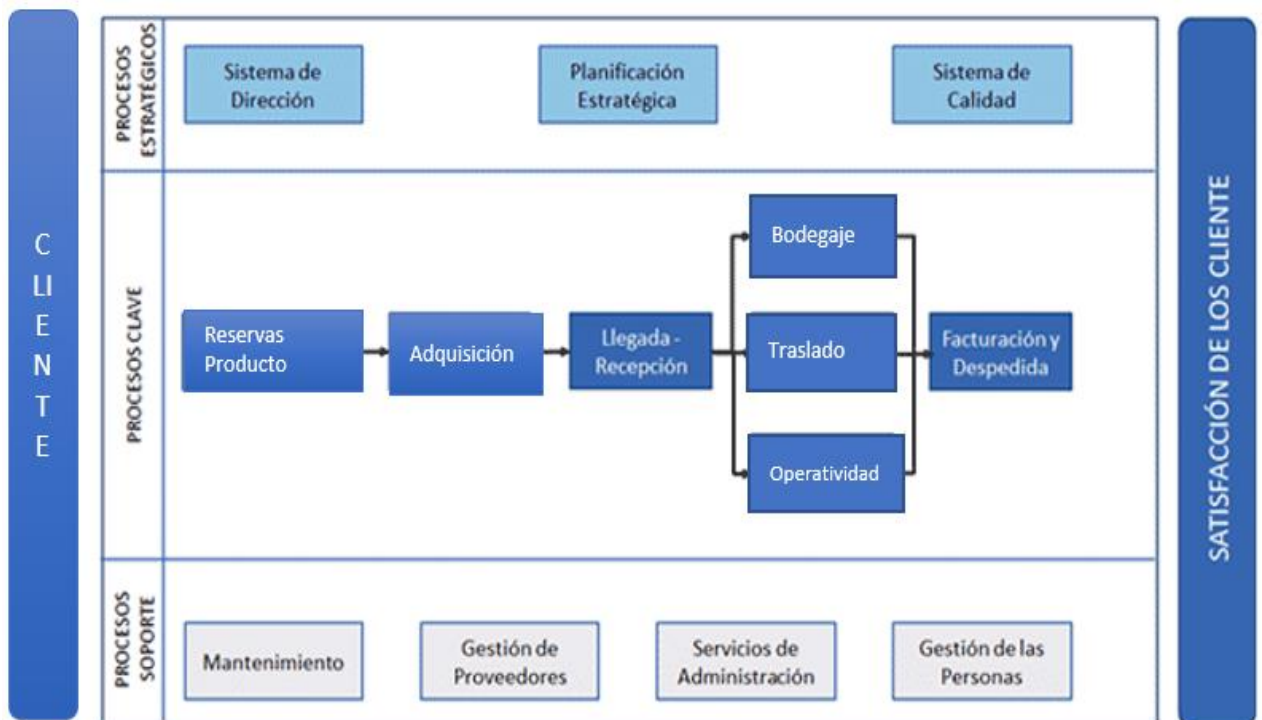 C
LI
E
N
T
E
PROCESOS
ESTRATÉGICOS
Sistema de
Dirección
Planificación
Estratégica
Sistema de
Calidad
PROCESOS CLAVE
Reservas
Producto
Adquisición
Llegada -
Recepción
Bodegaje
Traslado
Operatividad
Facturación y
Despedida
PROCESOS
SOPORTE
Mantenimiento
Gestión de
Proveedores
Servicios de
Administración
Gestión de las
Personas
SATISFACCIÓN DE LOS CLIENTE